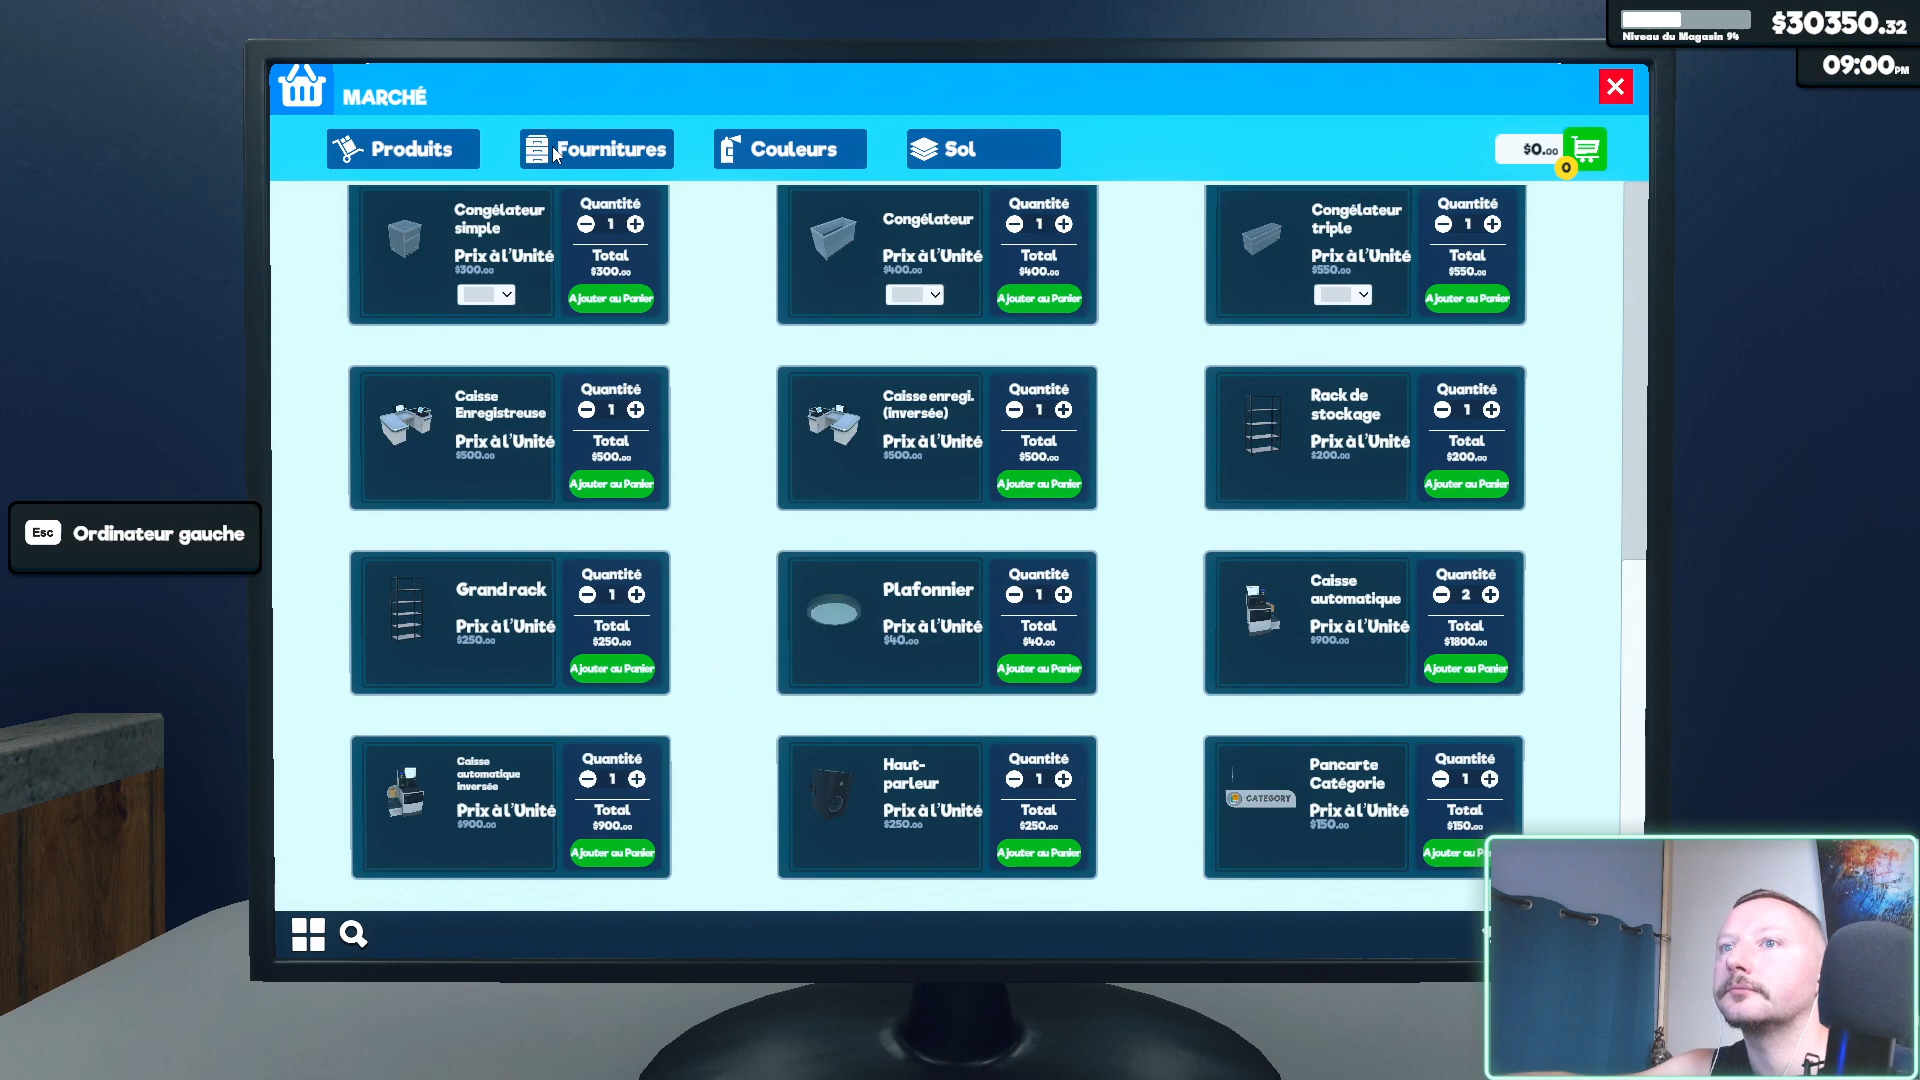 $30350.32
Niveau du Magasin 94
09:00PM
MARCHÉ
Produits
Fournitures
Couleurs
Sol
$0.00
0
Congélateur simple
Prix à l'Unité
$300.00
Quantité
1
Total
$300.00
Ajouter au Panier
Congélateur
Prix à l'Unité
$400.00
Quantité
1
Total
$400.00
Ajouter au Panier
Congélateur triple
Prix à l'Unité
$550.00
Quantité
1
Total
$550.00
Ajouter au Panier
Caisse Enregistreuse
Prix à l'Unité
$500.00
Quantité
1
Total
$500.00
Ajouter au Panier
Caisse enregi. (inversée)
Prix à l'Unité
$500.00
Quantité
1
Total
$500.00
Ajouter au Panier
Rack de stockage
Prix à l'Unité
$200.00
Quantité
1
Total
$200.00
Ajouter au Panier
Esc Ordinateur gauche
Grand rack
Prix à l'Unité
$250.00
Quantité
1
Total
$250.00
Ajouter au Panier
Plafonnier
Prix à l'Unité
$40.00
Quantité
1
Total
$40.00
Ajouter au Panier
Caisse automatique
Prix à l'Unité
$900.00
Quantité
2
Total
$1800.00
Ajouter au Panier
Caisse automatique inversée
Prix à l'Unité
$900.00
Quantité
1
Total
$900.00
Ajouter au Panier
Haut-parleur
Prix à l'Unité
$250.00
Quantité
1
Total
$250.00
Ajouter au Panier
CATEGORY
Pancarte Catégorie
Prix à l'Unité
$150.00
Quantité
1
Total
$150.00
Ajouter au